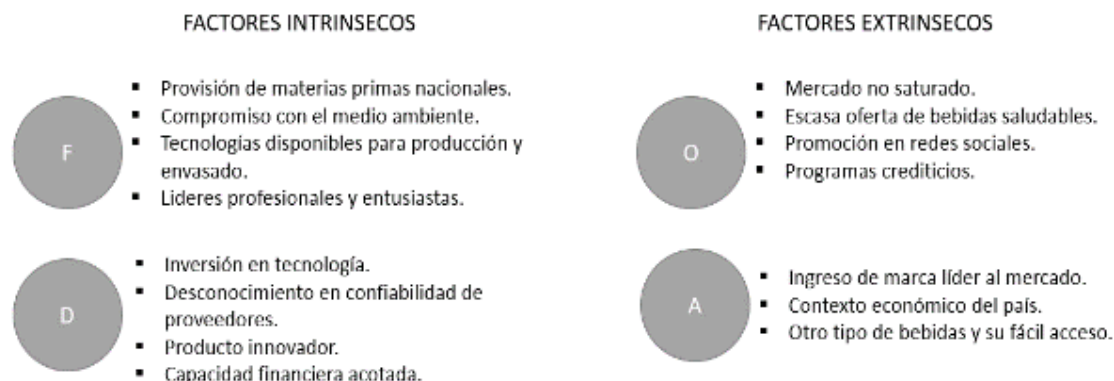 FACTORES INTRINSECOS
F
▪ Provisión de materias primas nacionales.
▪ Compromiso con el medio ambiente.
▪ Tecnologías disponibles para producción y
envasado.
▪ Lideres profesionales y entusiastas.
D
▪ Inversión en tecnología.
▪ Desconocimiento en confiabilidad de
proveedores.
▪ Producto innovador.
▪ Capacidad financiera acotada.
FACTORES EXTRINSECOS
O
▪ Mercado no saturado.
▪ Escasa oferta de bebidas saludables.
▪ Promoción en redes sociales.
▪ Programas crediticios.
A
▪ Ingreso de marca líder al mercado.
▪ Contexto económico del país.
▪ Otro tipo de bebidas y su fácil acceso.